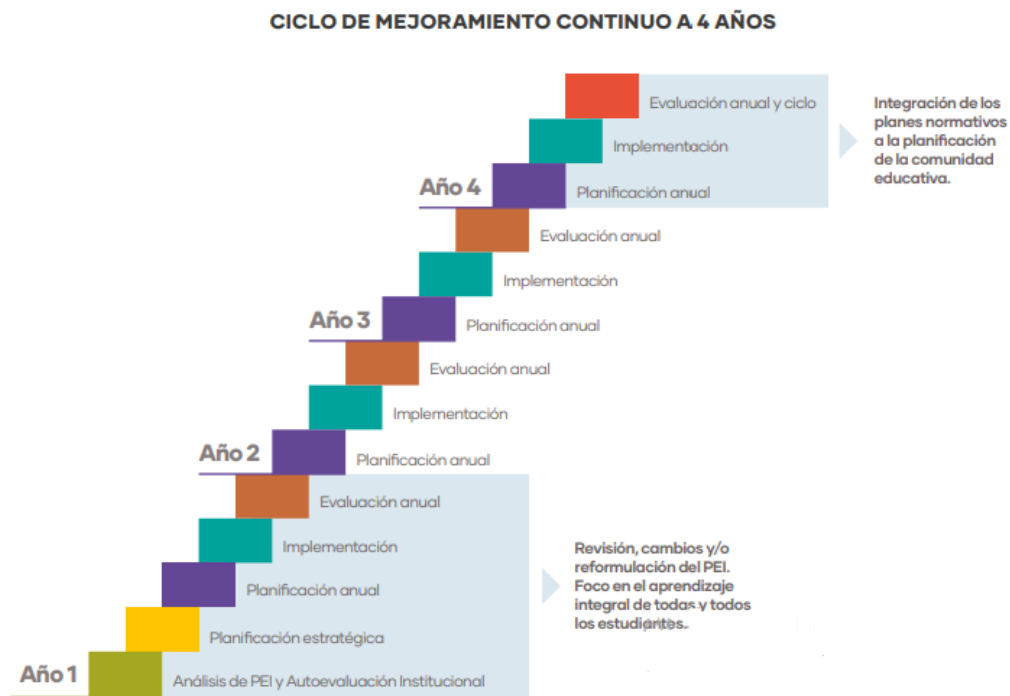 CICLO DE MEJORAMIENTO CONTINUO A 4 AÑOS
Evaluación anual y ciclo
Implementación
Año 4
Planificación anual
Integración de los
planes normativos
a la planificación
de la comunidad
educativa.
Evaluación anual
Implementación
Año 3
Planificación anual
Evaluación anual
Implementación
Año 2
Planificación anual
Evaluación anual
Implementación
Planificación anual
Planificación estratégica
Año 1
Análisis de PEI y Autoevaluación Institucional
Revisión, cambios y/o
reformulación del PEI.
Foco en el aprendizaje
integral de todas y todos
los estudiantes.